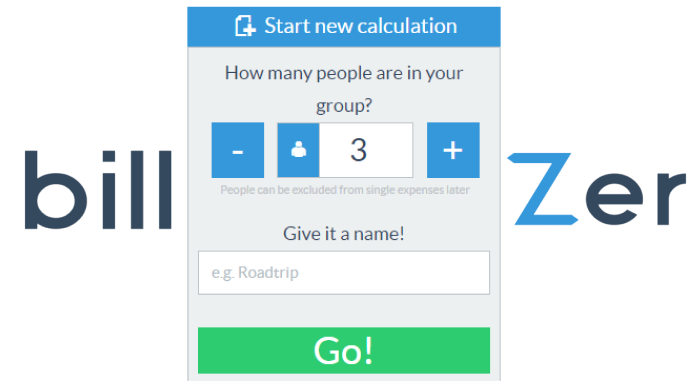 Start new calculation
How many people are in your
group?
- 3 +
People can be excluded from single expenses later
bill Zer
Give it a name!
e.g. Roadtrip
Go!